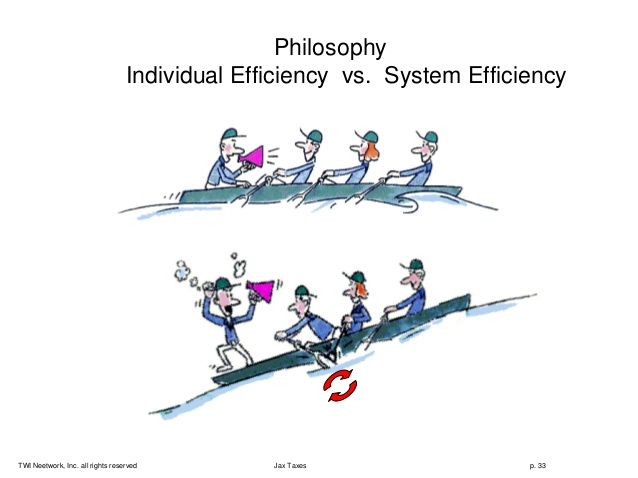 Philosophy
Individual Efficiency vs. System Efficiency
TWI Neetwork, Inc. all rights reserved
Jax Taxes
p. 33